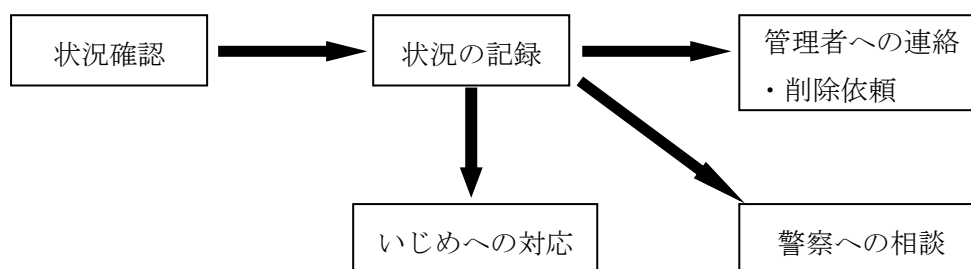 状況確認
状況の記録
管理者への連絡
・削除依頼
いじめへの対応
警察への相談